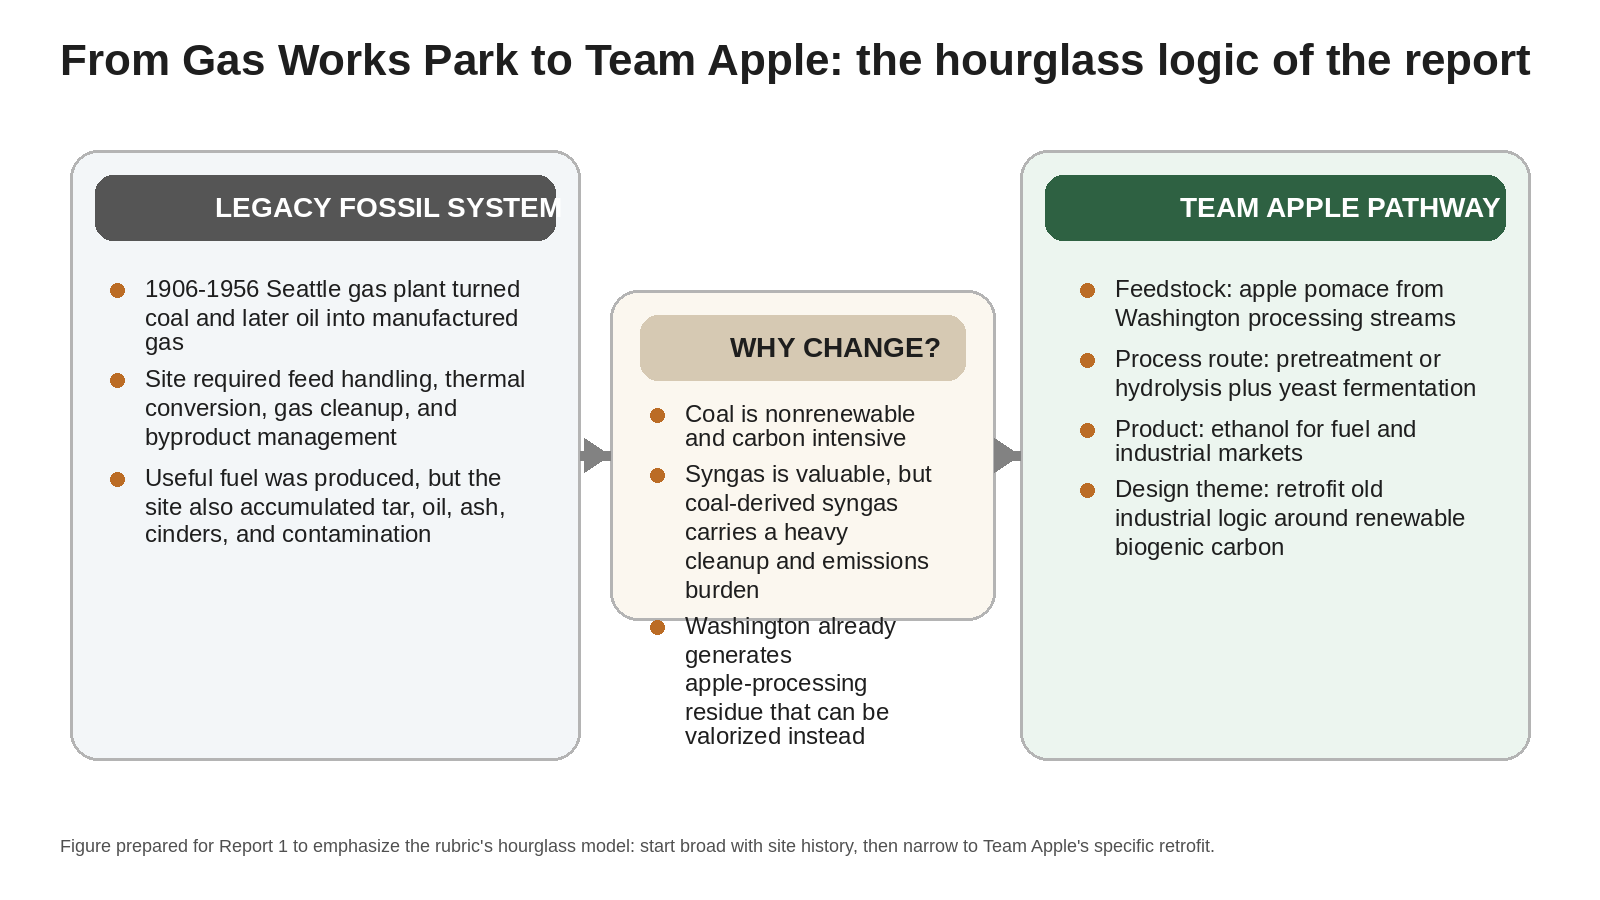 From Gas Works Park to Team Apple: the hourglass logic of the report
LEGACY FOSSIL SYSTEM
1906-1956 Seattle gas plant turned
coal and later oil into manufactured
gas
Site required feed handling, thermal
conversion, gas cleanup, and
byproduct management
Useful fuel was produced, but the
site also accumulated tar, oil, ash,
cinders, and contamination
WHY CHANGE?
Coal is nonrenewable
and carbon intensive
Syngas is valuable, but
coal-derived syngas
carries a heavy
cleanup and emissions
burden
Washington already
generates
apple-processing
residue that can be
valorized instead
TEAM APPLE PATHWAY
Feedstock: apple pomace from
Washington processing streams
Process route: pretreatment or
hydrolysis plus yeast fermentation
Product: ethanol for fuel and
industrial markets
Design theme: retrofit old
industrial logic around renewable
biogenic carbon
Figure prepared for Report 1 to emphasize the rubric's hourglass model: start broad with site history, then narrow to Team Apple's specific retrofit.